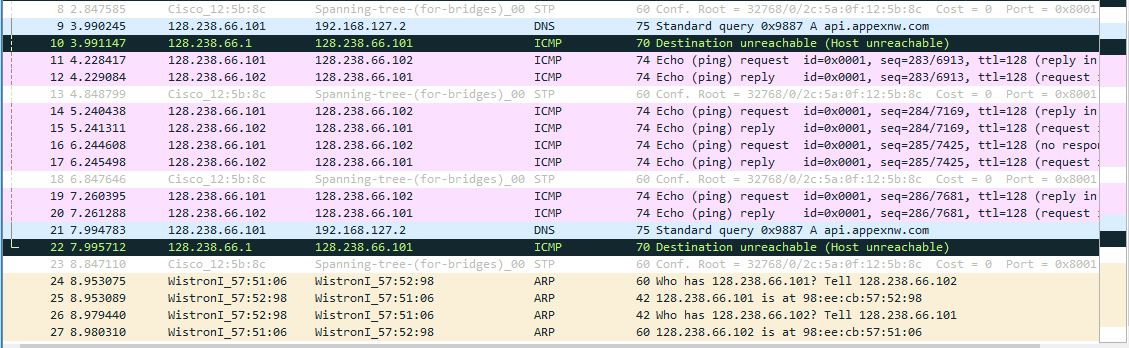 8 2.847585 Cisco_12:5b:8c Spanning-tree-(for-bridges)_00 STP 60 Conf. Root = 32768/0/2c:5a:0f:12:5b:8c Cost = 0 Port = 0x8001
9 3.990245 128.238.66.101 192.168.127.2 DNS 75 Standard query 0x9887 A api.appexnw.com
10 3.991147 128.238.66.1 128.238.66.101 ICMP 70 Destination unreachable (Host unreachable)
11 4.228417 128.238.66.101 128.238.66.102 ICMP 74 Echo (ping) request id=0x0001, seq=283/6913, ttl=128 (reply in
12 4.229084 128.238.66.102 128.238.66.101 ICMP 74 Echo (ping) reply id=0x0001, seq=283/6913, ttl=128 (request
13 4.848799 Cisco_12:5b:8c Spanning-tree-(for-bridges)_00 STP 60 Conf. Root = 32768/0/2c:5a:0f:12:5b:8c Cost = 0 Port = 0x8001
14 5.240438 128.238.66.101 128.238.66.102 ICMP 74 Echo (ping) request id=0x0001, seq=284/7169, ttl=128 (reply in
15 5.241311 128.238.66.102 128.238.66.101 ICMP 74 Echo (ping) reply id=0x0001, seq=284/7169, ttl=128 (request
16 6.244608 128.238.66.101 128.238.66.102 ICMP 74 Echo (ping) request id=0x0001, seq=285/7425, ttl=128 (no respo
17 6.245498 128.238.66.102 128.238.66.101 ICMP 74 Echo (ping) reply id=0x0001, seq=285/7425, ttl=128 (request
18 6.847646 Cisco_12:5b:8c Spanning-tree-(for-bridges)_00 STP 60 Conf. Root = 32768/0/2c:5a:0f:12:5b:8c Cost = 0 Port = 0x8001
19 7.260395 128.238.66.101 128.238.66.102 ICMP 74 Echo (ping) request id=0x0001, seq=286/7681, ttl=128 (reply in
20 7.261288 128.238.66.102 128.238.66.101 ICMP 74 Echo (ping) reply id=0x0001, seq=286/7681, ttl=128 (request
21 7.994783 128.238.66.101 192.168.127.2 DNS 75 Standard query 0x9887 A api.appexnw.com
22 7.995712 128.238.66.1 128.238.66.101 ICMP 70 Destination unreachable (Host unreachable)
23 8.847110 Cisco_12:5b:8c Spanning-tree-(for-bridges)_00 STP 60 Conf. Root = 32768/0/2c:5a:0f:12:5b:8c Cost = 0 Port = 0x8001
24 8.953075 WistronI_57:51:06 WistronI_57:52:98 ARP 60 Who has 128.238.66.101? Tell 128.238.66.102
25 8.953089 WistronI_57:52:98 WistronI_57:51:06 ARP 42 128.238.66.101 is at 98:ee:cb:57:52:98
26 8.979440 WistronI_57:52:98 WistronI_57:51:06 ARP 42 Who has 128.238.66.102? Tell 128.238.66.101
27 8.980310 WistronI_57:51:06 WistronI_57:52:98 ARP 60 128.238.66.102 is at 98:ee:cb:57:51:06